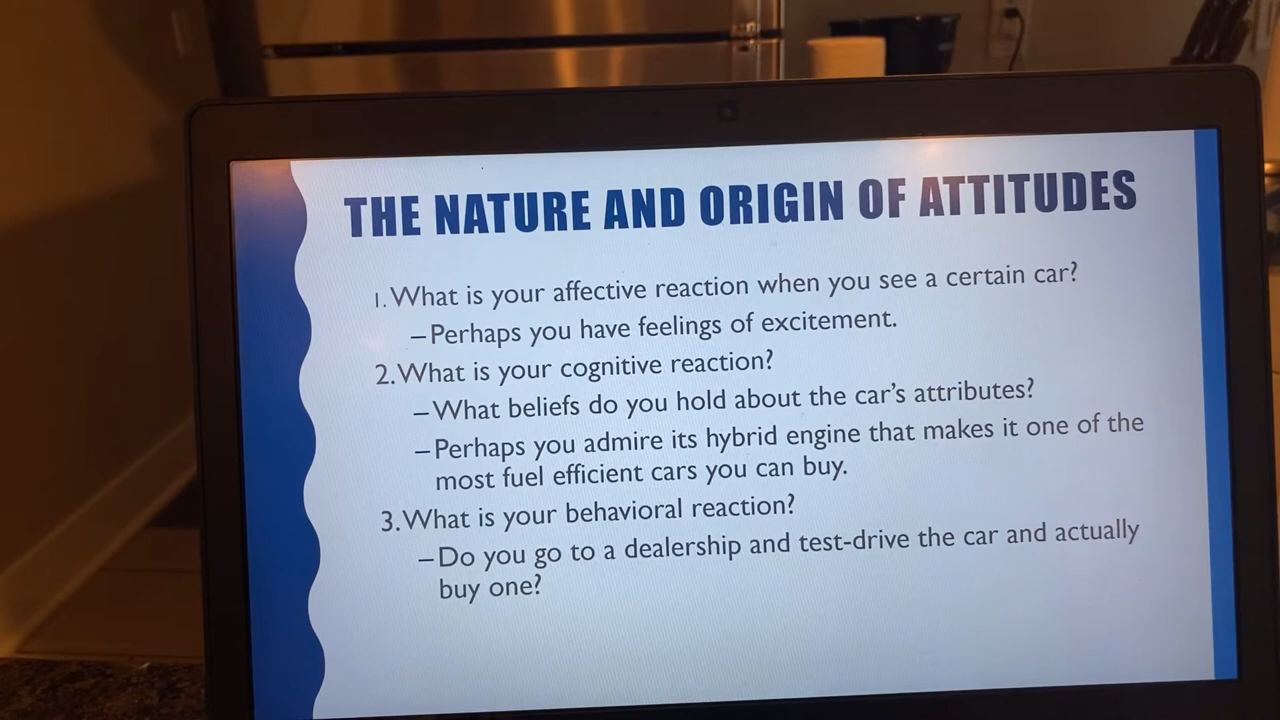 THE NATURE AND ORIGIN OF ATTITUDES
1. What is your affective reaction when you see a certain car?
– Perhaps you have feelings of excitement.
2. What is your cognitive reaction?
– What beliefs do you hold about the car's attributes?
– Perhaps you admire its hybrid engine that makes it one of the
most fuel efficient cars you can buy.
3. What is your behavioral reaction?
– Do you go to a dealership and test-drive the car and actually
buy one?